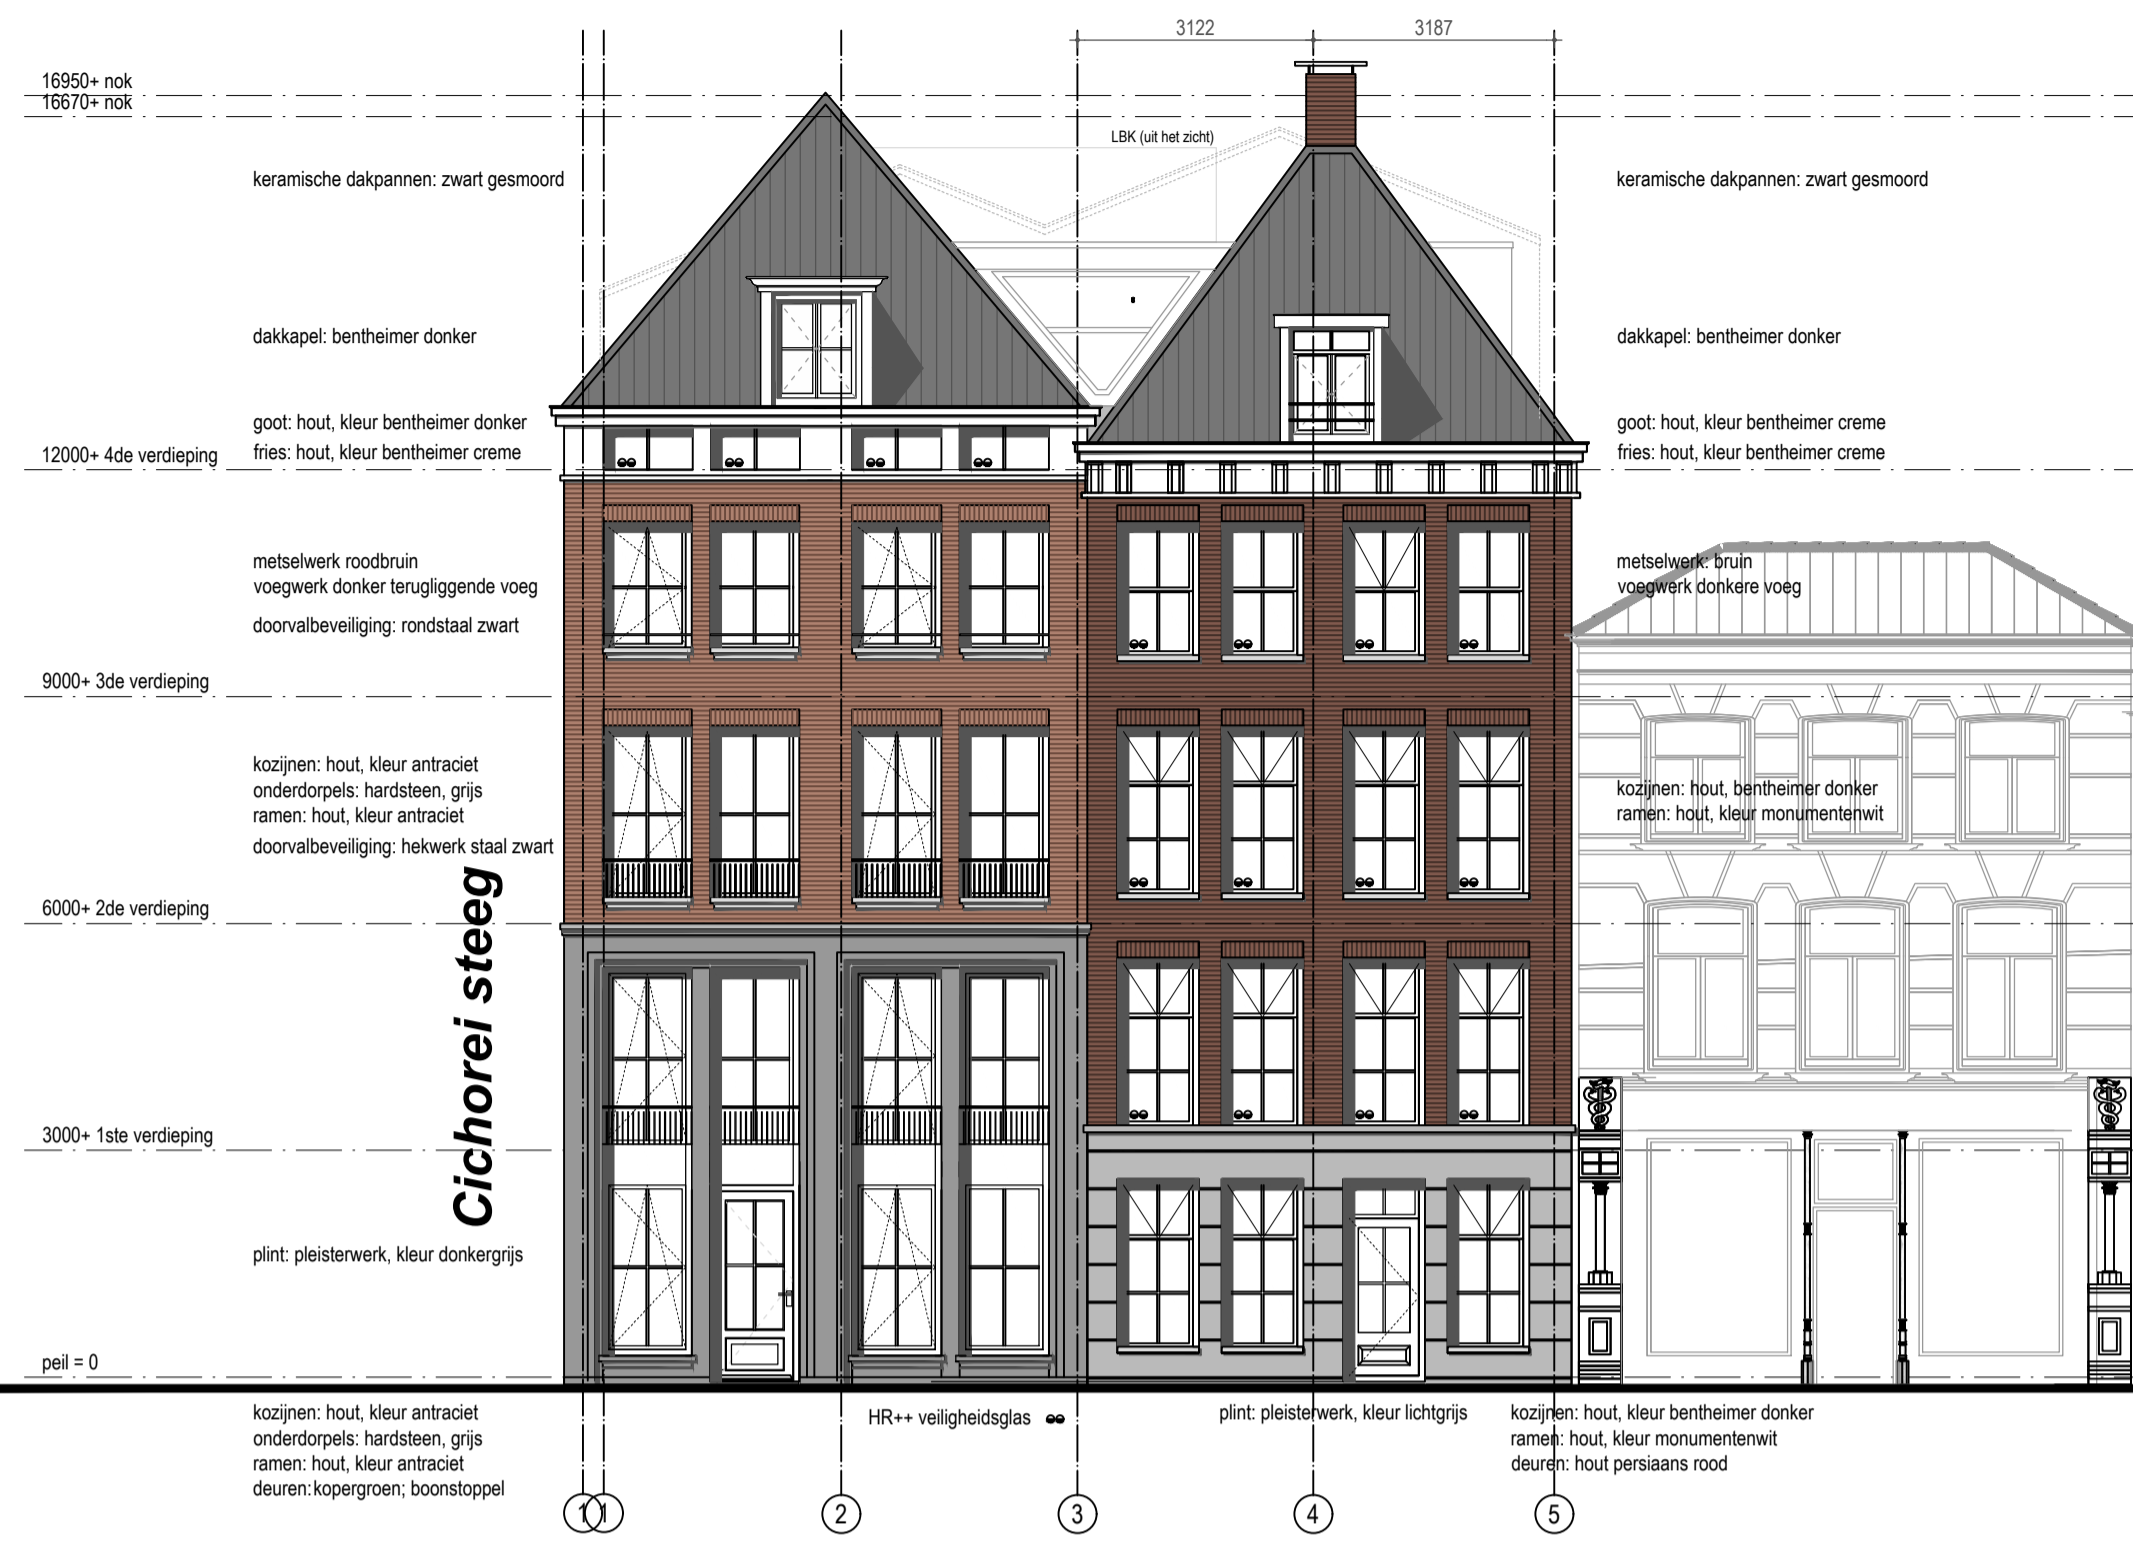 3122
3187
16950+ nok
16670+ nok
LBK (uit het zicht)
keramische dakpannen: zwart gesmoord
keramische dakpannen: zwart gesmoord
dakkapel: bentheimer donker
dakkapel: bentheimer donker
goot: hout, kleur bentheimer donker
goot: hout, kleur bentheimer creme
12000+ 4de verdieping
fries: hout, kleur bentheimer creme
fries: hout, kleur bentheimer creme
metselwerk roodbruin
voegwerk donker terugliggende voeg
metselwerk: bruin
voegwerk donkere voeg
doorvalbeveiliging: rondstaal zwart
9000+ 3de verdieping
kozijnen: hout, kleur antraciet
onderdorpels: hardsteen, grijs
ramen: hout, kleur antraciet
kozijnen: hout, bentheimer donker
ramen: hout, kleur monumentenwit
doorvalbeveiliging: hekwerk staal zwart
6000+ 2de verdieping
Cichorei steeg
3000+ 1ste verdieping
plint: pleisterwerk, kleur donkergrijs
peil = 0
kozijnen: hout, kleur antraciet
onderdorpels: hardsteen, grijs
ramen: hout, kleur antraciet
deuren:kopergroen; boonstoppel
HR++ veiligheidsglas
plint: pleisterwerk, kleur lichtgrijs
kozijnen: hout, kleur bentheimer donker
ramen: hout, kleur monumentenwit
deuren: hout persiaans rood
1
1
2
3
4
5